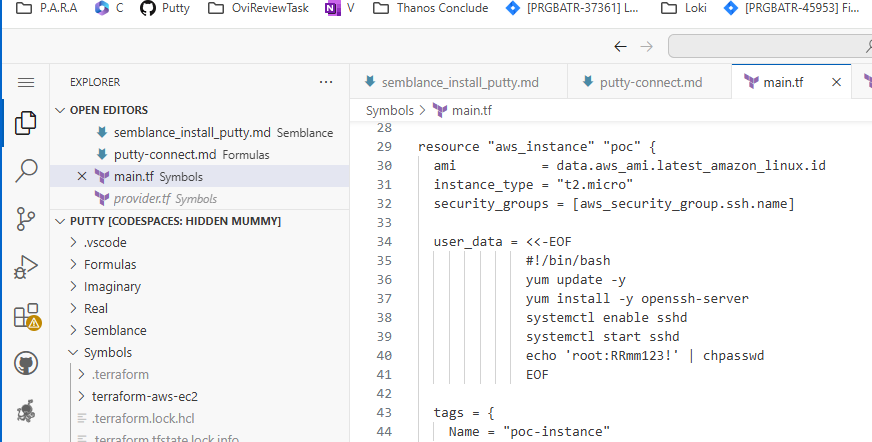 P.A.R.A C Putty OviReviewTask V Thanos Conclude [PRGBATR-37361] L... Loki [PRGBATR-45953] Fi...
EXPLORER
OPEN EDITORS
semblance_install_putty.md Semblance
putty-connect.md Formulas
main.tf Symbols
provider.tf Symbols
PUTTY [CODESPACES: HIDDEN MUMMY]
.vscode
Formulas
Imaginary
Real
Semblance
Symbols
.terraform
terraform-aws-ec2
.terraform.lock.hcl
.terraform.tfstate.lock.info
semblance_install_putty.md putty-connect.md main.tf
Symbols > main.tf
28
29 resource "aws_instance" "poc" {
30 ami = data.aws_ami.latest_amazon_linux.id
31 instance_type = "t2.micro"
32 security_groups = [aws_security_group.ssh.name]
33
34 user_data = <<-EOF
35 #!/bin/bash
36 yum update -y
37 yum install -y openssh-server
38 systemctl enable sshd
39 systemctl start sshd
40 echo 'root:RRmm123!' | chpasswd
41 EOF
42
43 tags = {
44 Name = "poc-instance"